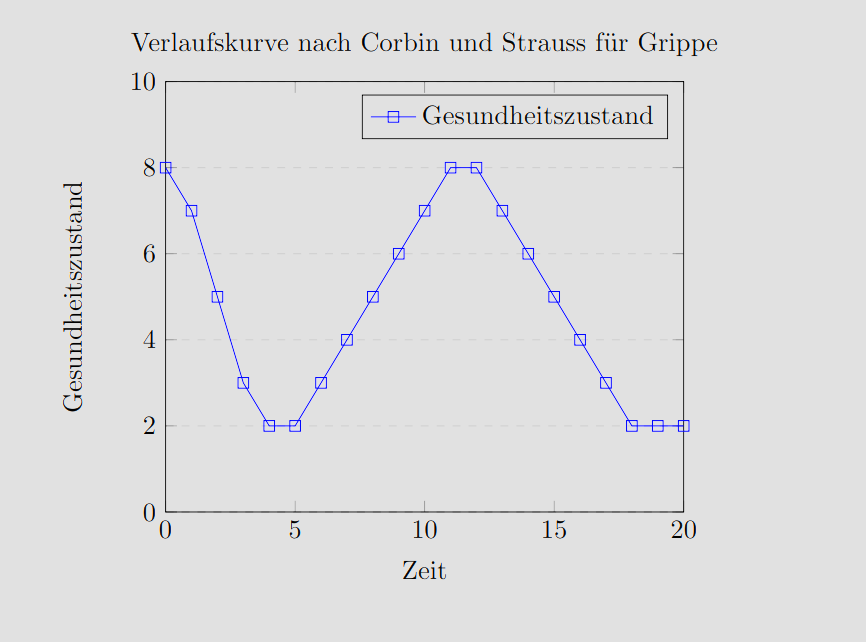 Verlaufskurve nach Corbin und Strauss für Grippe
10
Gesundheitszustand
8
6
4
2
0
Gesundheitszustand
0 5 10 15 20
Zeit